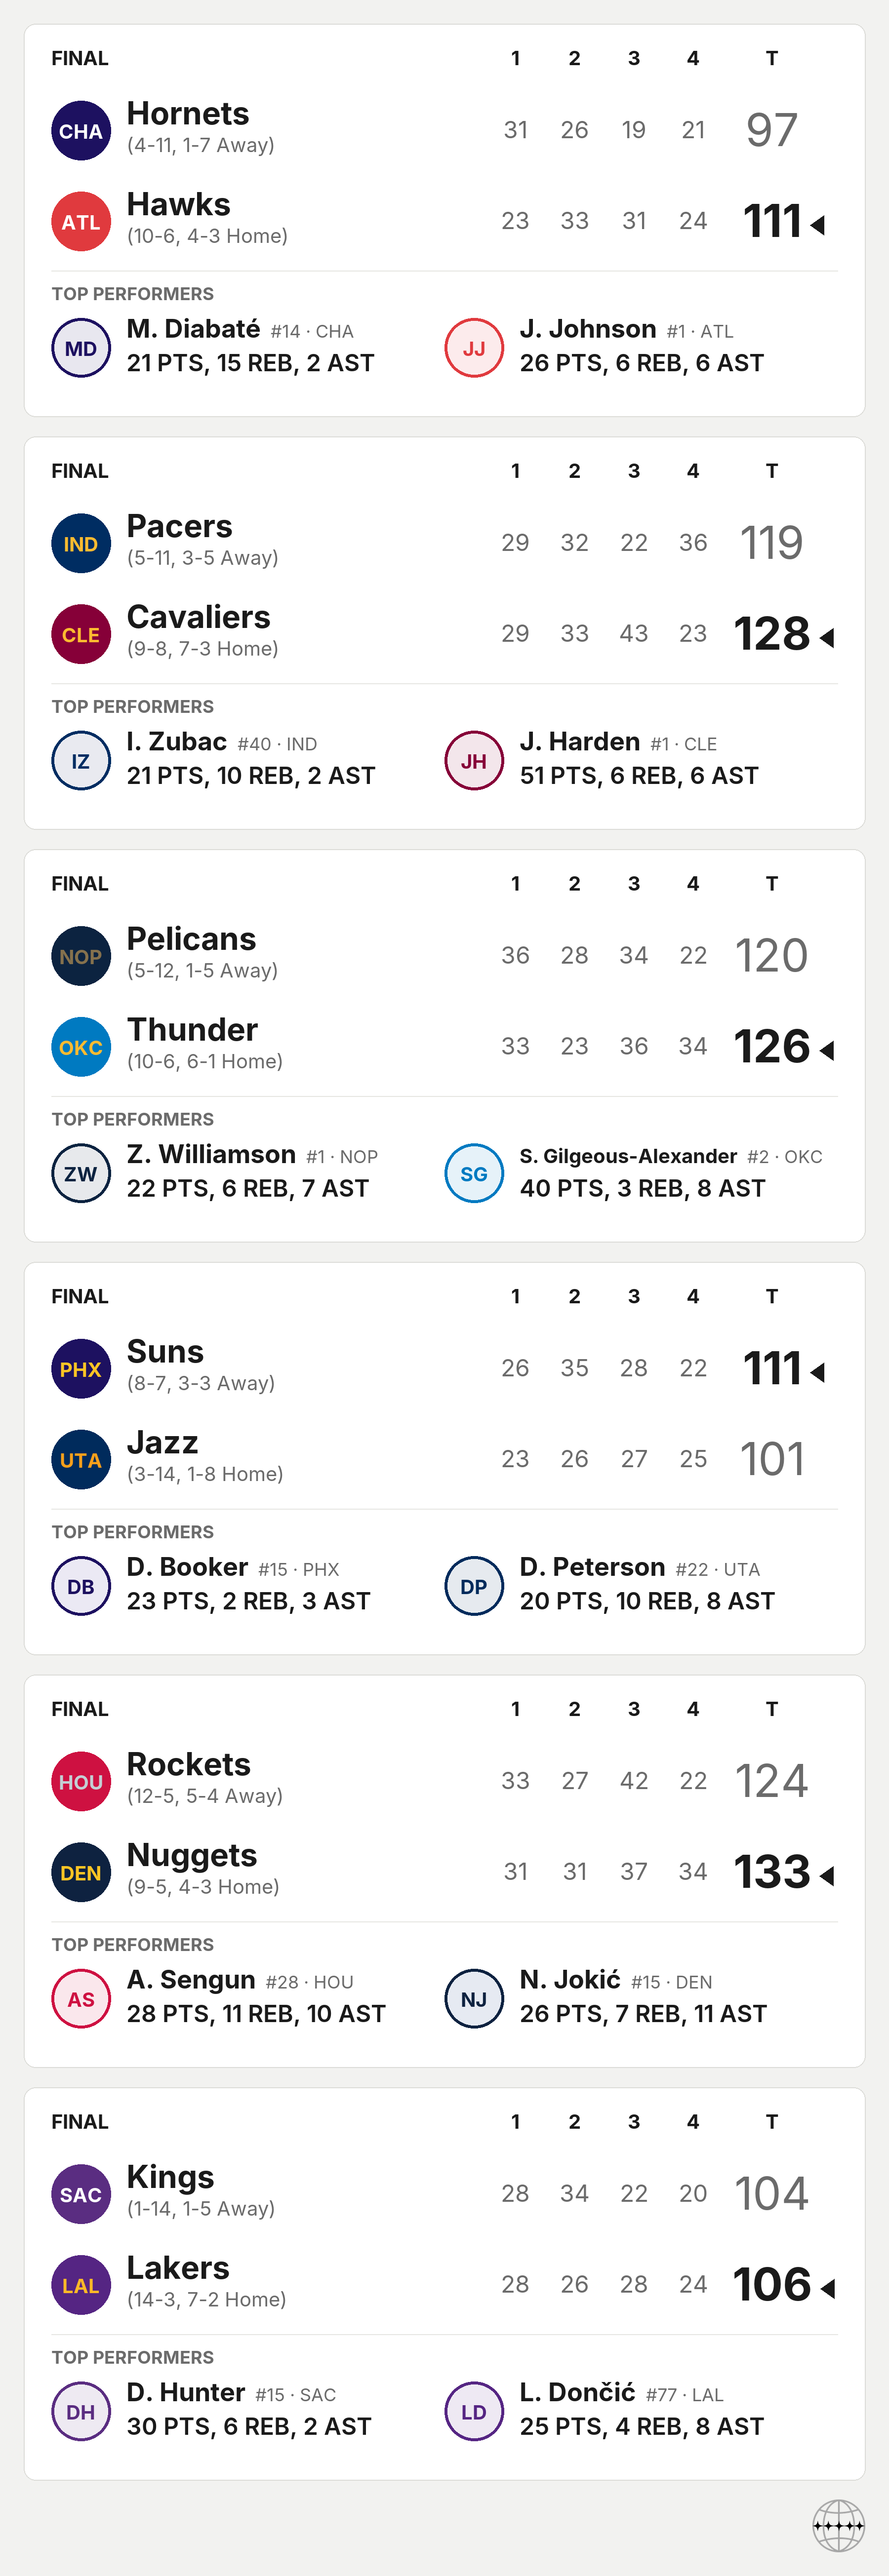 FINAL 1 2 3 4 T
CHA Hornets 31 26 19 21 97
(4-11, 1-7 Away)
ATL Hawks 23 33 31 24 111
(10-6, 4-3 Home)
TOP PERFORMERS
MD M. Diabaté #14 · CHA
21 PTS, 15 REB, 2 AST
JJ J. Johnson #1 · ATL
26 PTS, 6 REB, 6 AST
FINAL 1 2 3 4 T
IND Pacers 29 32 22 36 119
(5-11, 3-5 Away)
CLE Cavaliers 29 33 43 23 128
(9-8, 7-3 Home)
TOP PERFORMERS
IZ I. Zubac #40 · IND
21 PTS, 10 REB, 2 AST
JH J. Harden #1 · CLE
51 PTS, 6 REB, 6 AST
FINAL 1 2 3 4 T
NOP Pelicans 36 28 34 22 120
(5-12, 1-5 Away)
OKC Thunder 33 23 36 34 126
(10-6, 6-1 Home)
TOP PERFORMERS
ZW Z. Williamson #1 · NOP
22 PTS, 6 REB, 7 AST
SG S. Gilgeous-Alexander #2 · OKC
40 PTS, 3 REB, 8 AST
FINAL 1 2 3 4 T
PHX Suns 26 35 28 22 111
(8-7, 3-3 Away)
UTA Jazz 23 26 27 25 101
(3-14, 1-8 Home)
TOP PERFORMERS
DB D. Booker #15 · PHX
23 PTS, 2 REB, 3 AST
DP D. Peterson #22 · UTA
20 PTS, 10 REB, 8 AST
FINAL 1 2 3 4 T
HOU Rockets 33 27 42 22 124
(12-5, 5-4 Away)
DEN Nuggets 31 31 37 34 133
(9-5, 4-3 Home)
TOP PERFORMERS
AS A. Sengun #28 · HOU
28 PTS, 11 REB, 10 AST
NJ N. Jokić #15 · DEN
26 PTS, 7 REB, 11 AST
FINAL 1 2 3 4 T
SAC Kings 28 34 22 20 104
(1-14, 1-5 Away)
LAL Lakers 28 26 28 24 106
(14-3, 7-2 Home)
TOP PERFORMERS
DH D. Hunter #15 · SAC
30 PTS, 6 REB, 2 AST
LD L. Dončić #77 · LAL
25 PTS, 4 REB, 8 AST